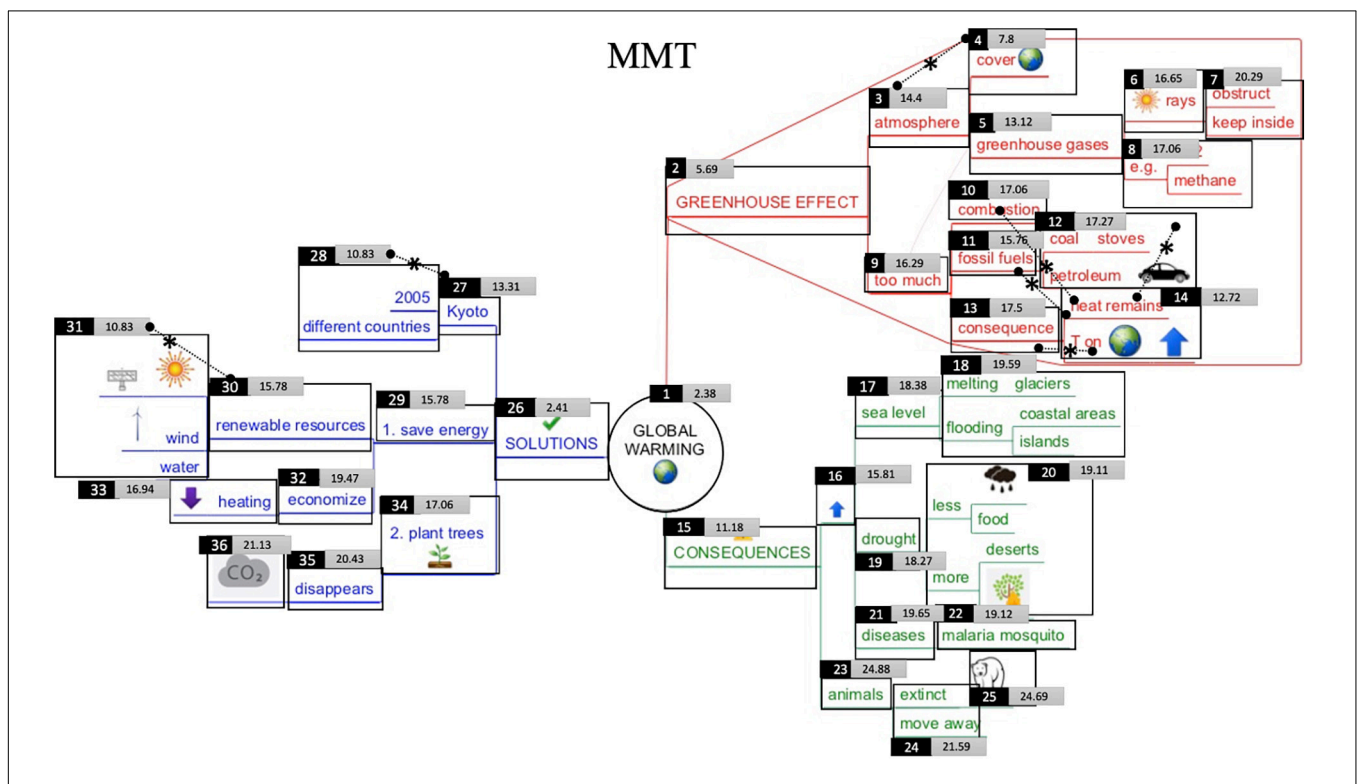 MMT
1 2.38
GLOBAL
WARMING
2 5.69
GREENHOUSE EFFECT
3 14.4
atmosphere
4 7.8
cover
5 13.12
greenhouse gases
6 16.65
rays
7 20.29
obstruct
keep inside
8 17.06
e.g.
methane
9 16.29
too much
10 17.06
combustion
11 15.76
fossil fuels
12 17.27
coal stoves
petroleum
13 17.5
consequence
14 12.72
heat remains
T on
15 11.18
CONSEQUENCES
16 15.81
17 18.38
sea level
18 19.59
melting glaciers
flooding
coastal areas
islands
19 18.27
drought
20 19.11
less
food
deserts
more
21 19.65
diseases
22 19.12
malaria mosquito
23 24.88
animals
24 21.59
extinct
move away
25 24.69
26 2.41
SOLUTIONS
27 13.31
Kyoto
28 10.83
2005
different countries
29 15.78
1. save energy
30 15.78
renewable resources
31 10.83
wind
water
32 19.47
economize
33 16.94
heating
34 17.06
2. plant trees
35 20.43
disappears
36 21.13
CO2